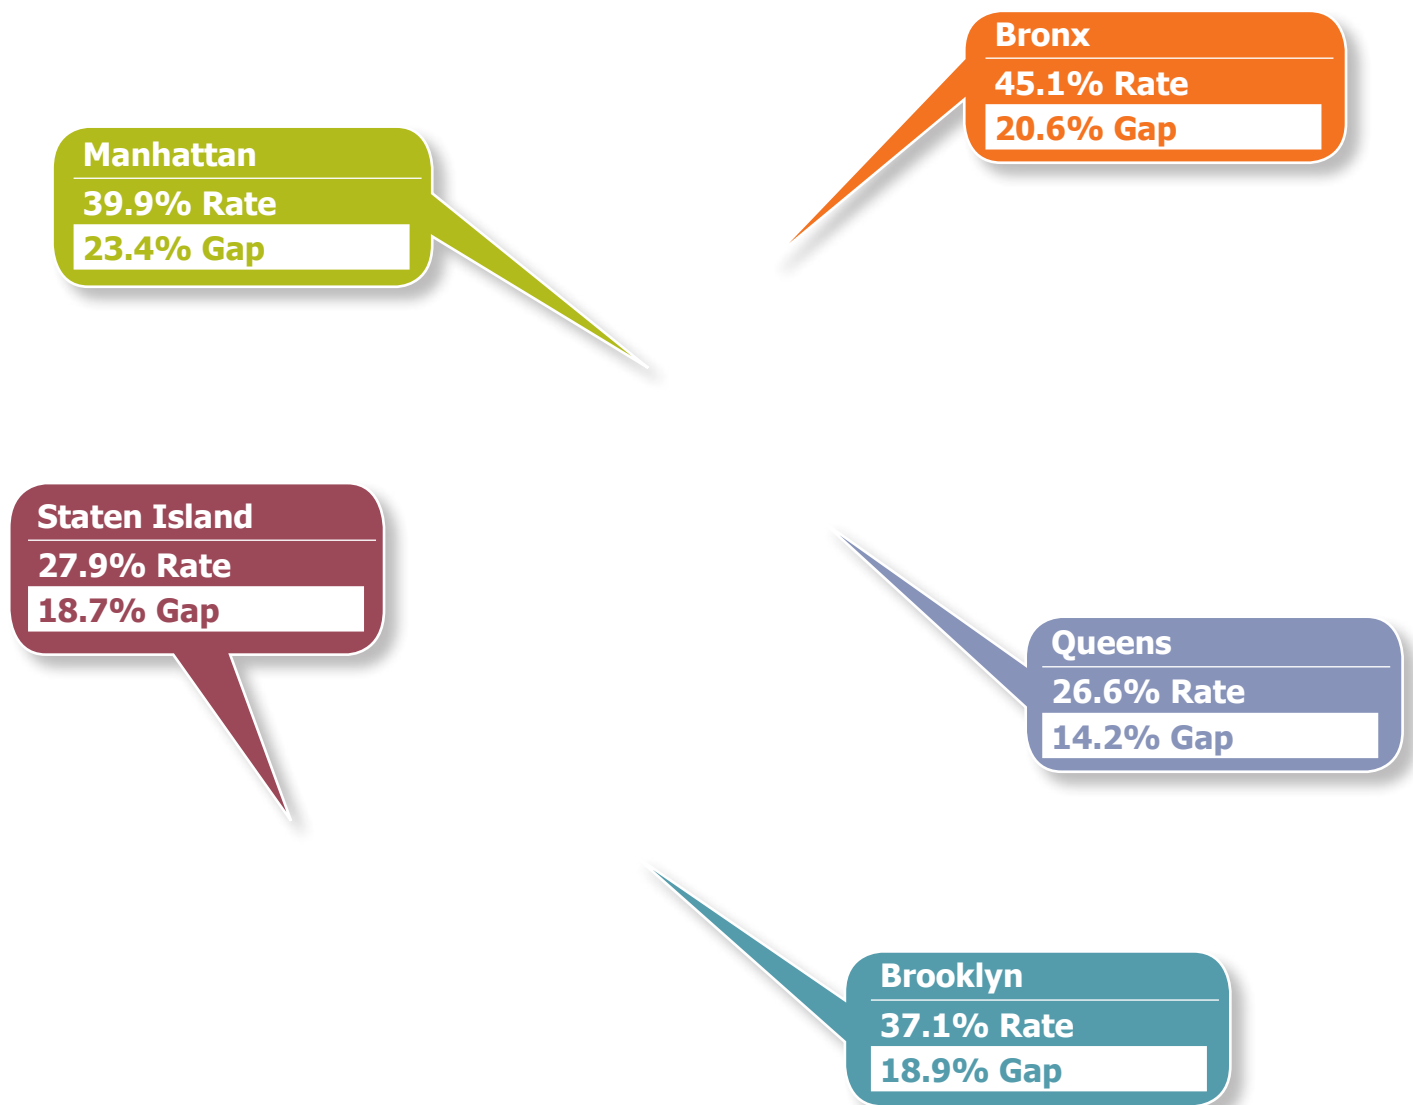 Bronx
45.1% Rate
20.6% Gap
Manhattan
39.9% Rate
23.4% Gap
Staten Island
27.9% Rate
18.7% Gap
Queens
26.6% Rate
14.2% Gap
Brooklyn
37.1% Rate
18.9% Gap